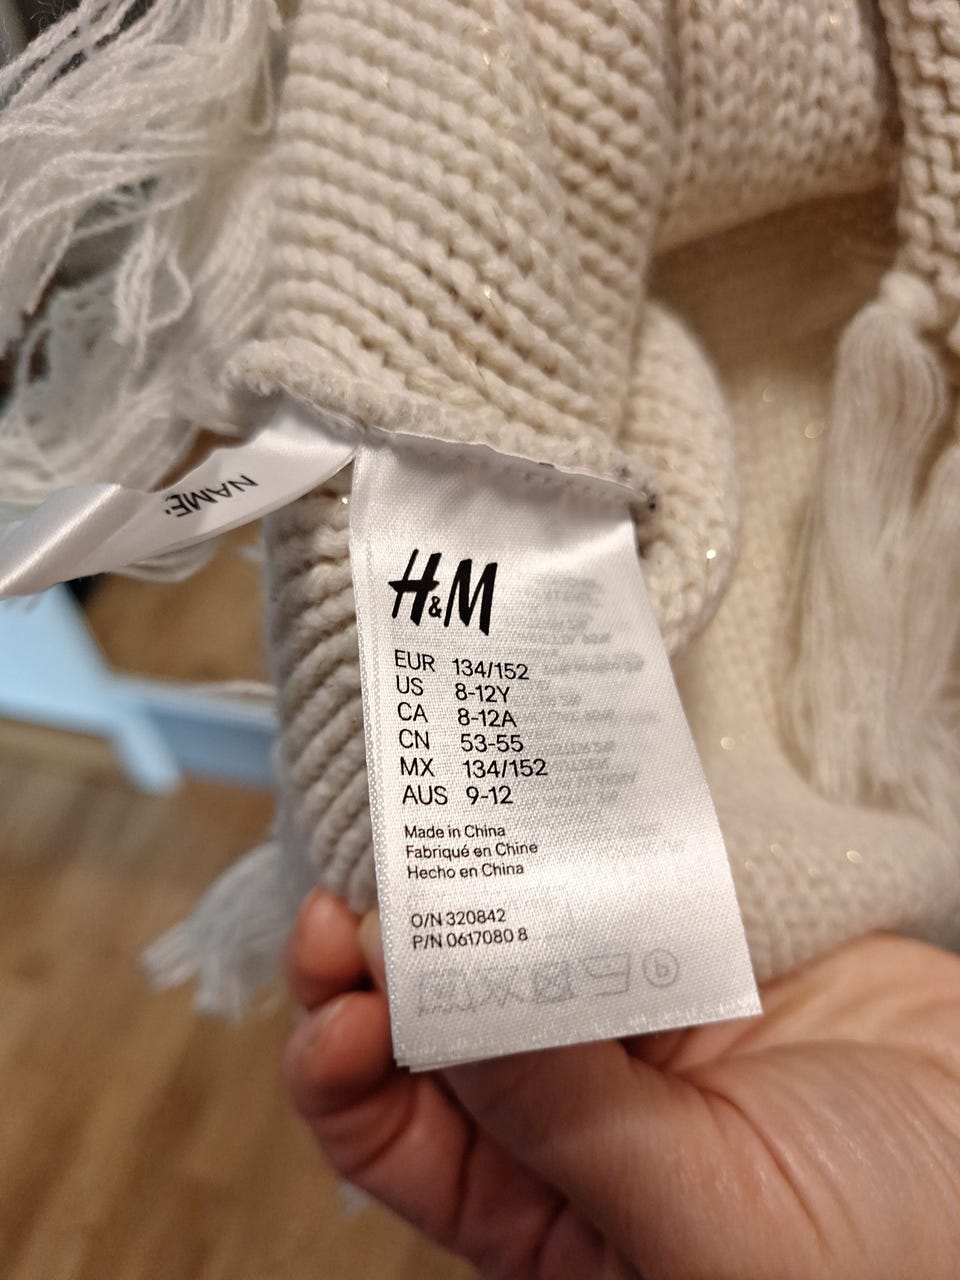 NAME:
H&M
EUR 134/152
US 8-12Y
CA 8-12A
CN 53-55
MX 134/152
AUS 9-12
Made in China
Fabriqué en Chine
Hecho en China
O/N 320842
P/N 0617080 8